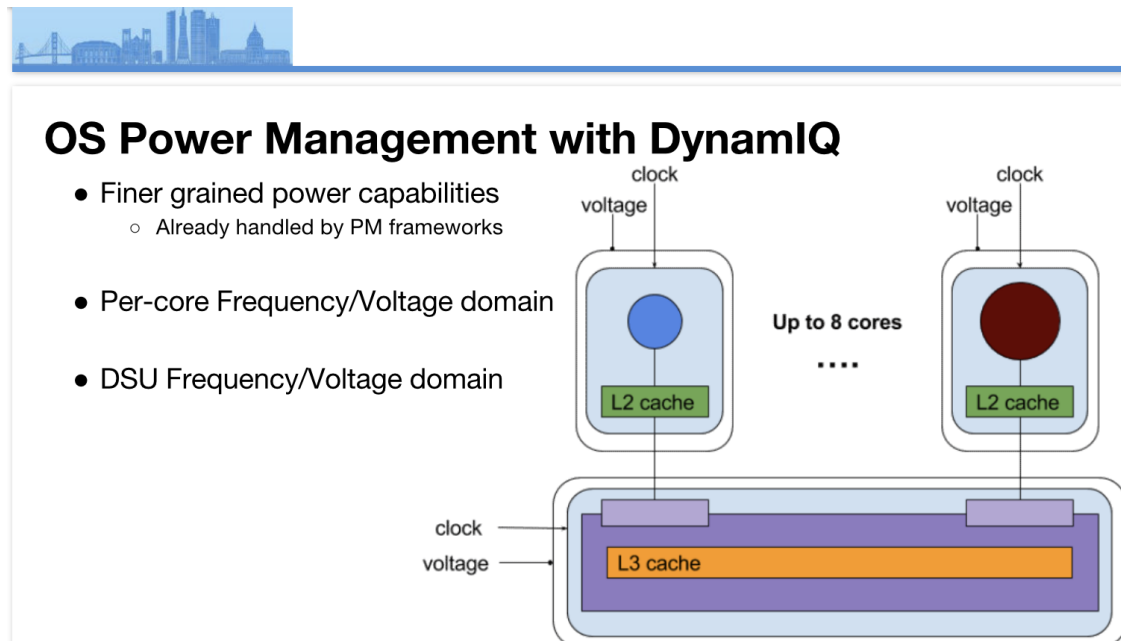 OS Power Management with DynamIQ
● Finer grained power capabilities
○ Already handled by PM frameworks
● Per-core Frequency/Voltage domain
● DSU Frequency/Voltage domain
clock
voltage
clock
voltage
Up to 8 cores
....
L2 cache
L2 cache
clock
voltage
L3 cache